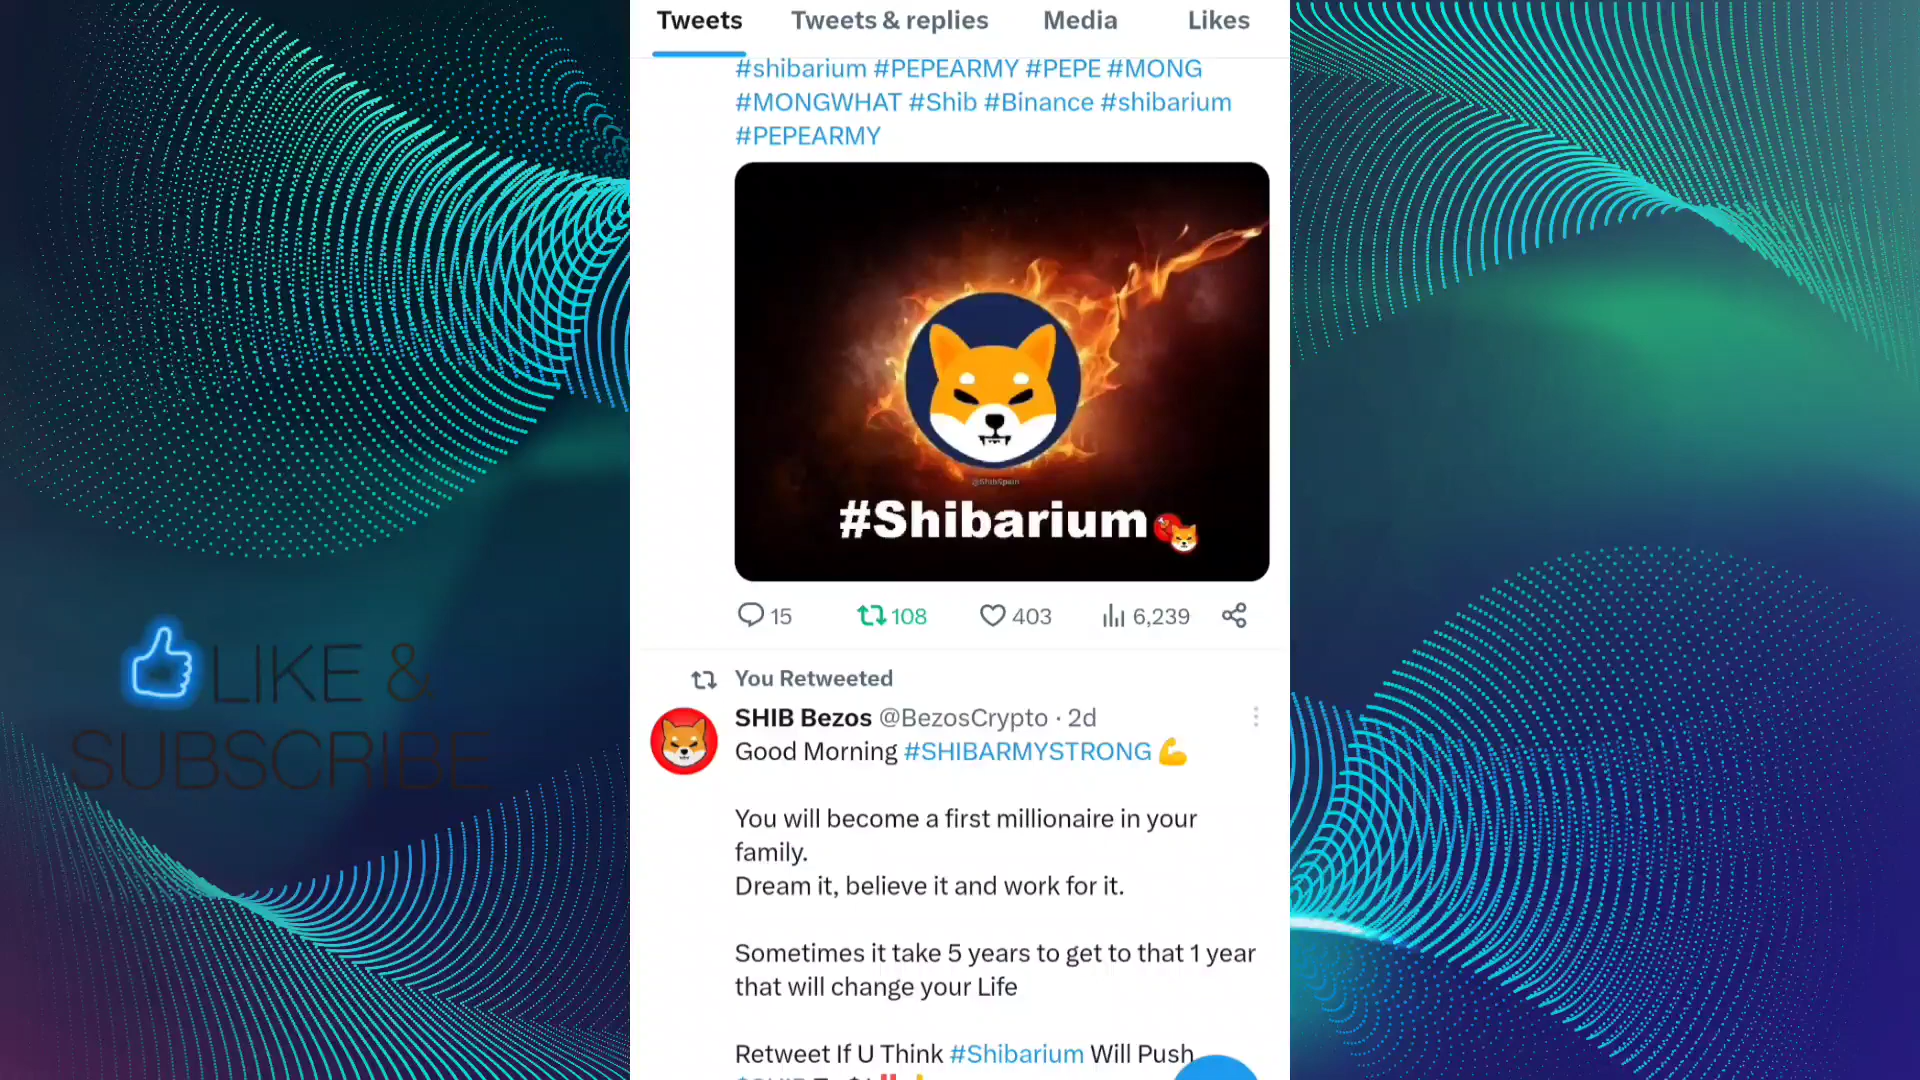 Tweets
Tweets & replies
Media
Likes
#shibarium #PEPEARMY #PEPE #MONG
#MONGWHAT #Shib #Binance #shibarium
#PEPEARMY
@ShibSpain
#Shibarium
15
108
403
6,239
LIKE &
SUBSCRIBE
You Retweeted
SHIB Bezos @BezosCrypto · 2d
Good Morning #SHIBARMYSTRONG 💪
You will become a first millionaire in your
family.
Dream it, believe it and work for it.
Sometimes it take 5 years to get to that 1 year
that will change your Life
Retweet If U Think #Shibarium Will Push